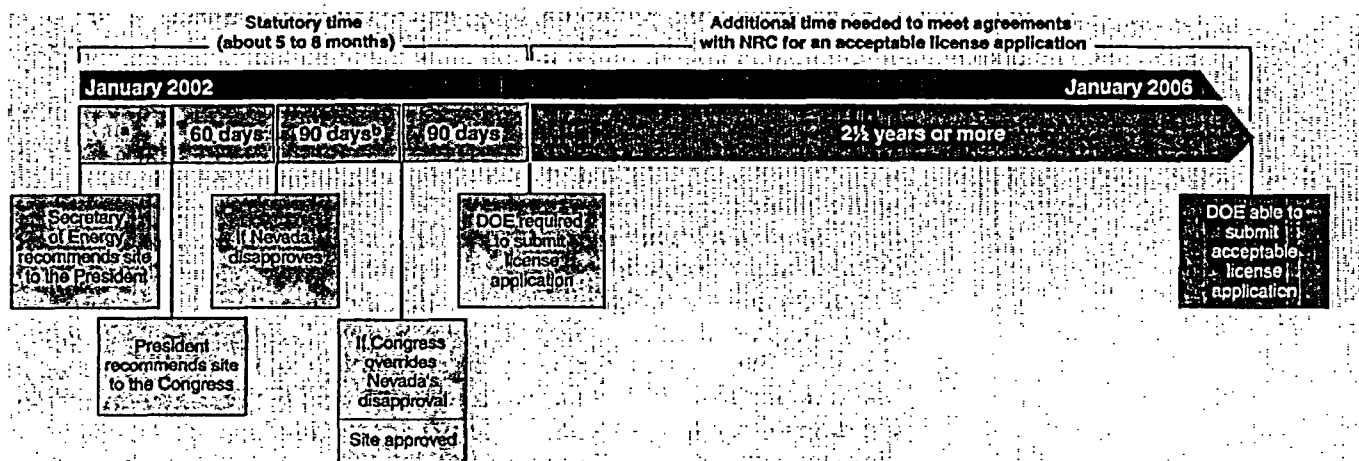 Statutory time
(about 5 to 8 months)
Additional time needed to meet agreements
with NRC for an acceptable license application
January 2002
January 2006
60 days
90 daysᵇ
90 days
2½ years or more
Secretary
of Energy
recommends site
to the President
If Nevada
disapproves
DOE required
to submit
license
application
DOE able to
submit
acceptable
license
application
President
recommends site
to the Congress
If Congress
overrides
Nevada's
disapproval
Site approved